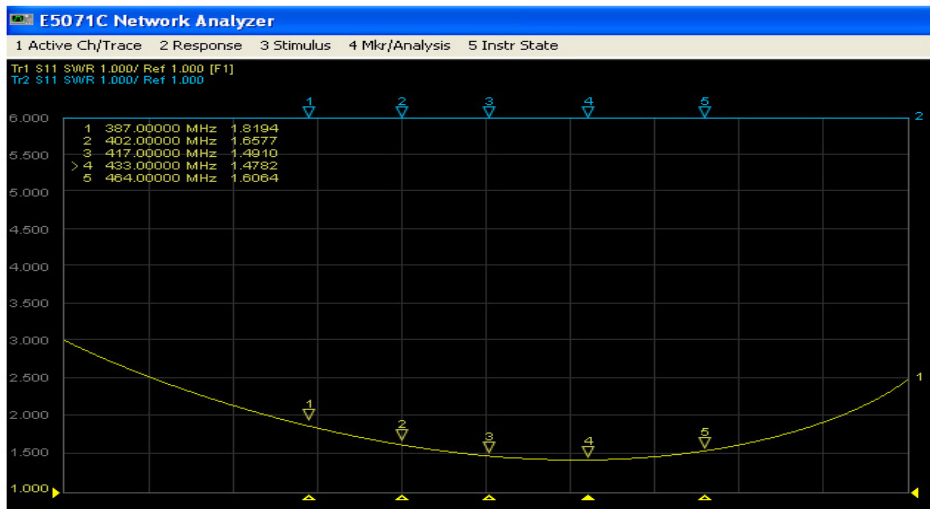 E5071C Network Analyzer
1 Active Ch/Trace 2 Response 3 Stimulus 4 Mkr/Analysis 5 Instr State
Tr1 S11 SWR 1.000/ Ref 1.000 [F1]
Tr2 S11 SWR 1.000/ Ref 1.000
1 2 3 4 5
6.000 2
1 387.00000 MHz 1.8194
2 402.00000 MHz 1.6577
3 417.00000 MHz 1.4910
>4 433.00000 MHz 1.4782
5 464.00000 MHz 1.6064
5.500
5.000
4.500
4.000
3.500
3.000
2.500 1
2.000
1 2 3 4 5
1.500
1.000